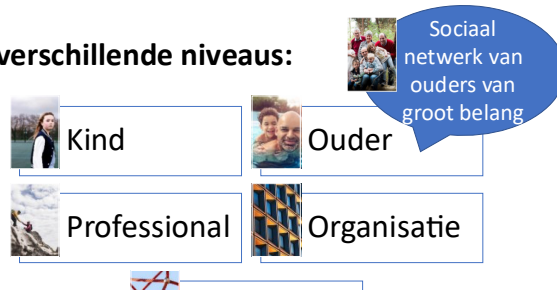 verschillende niveaus:
Sociaal
netwerk van
ouders van
groot belang
Kind
Ouder
Professional
Organisatie